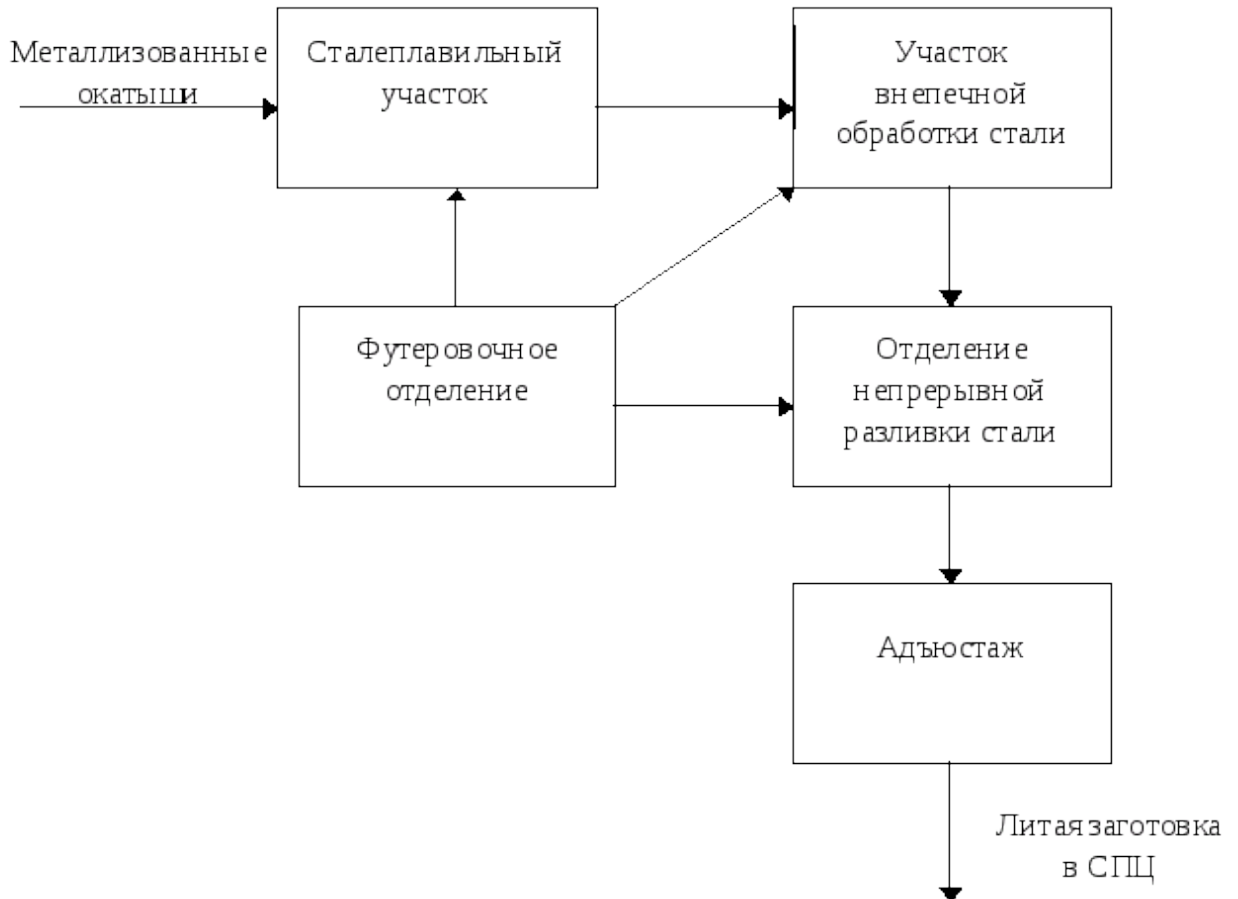 Металлизованные
окатыши
Сталеплавильный
участок
Участок
внепечной
обработки стали
Футеровочное
отделение
Отделение
непрерывной
разливки стали
Адъюстаж
Литая заготовка
в СПЦ